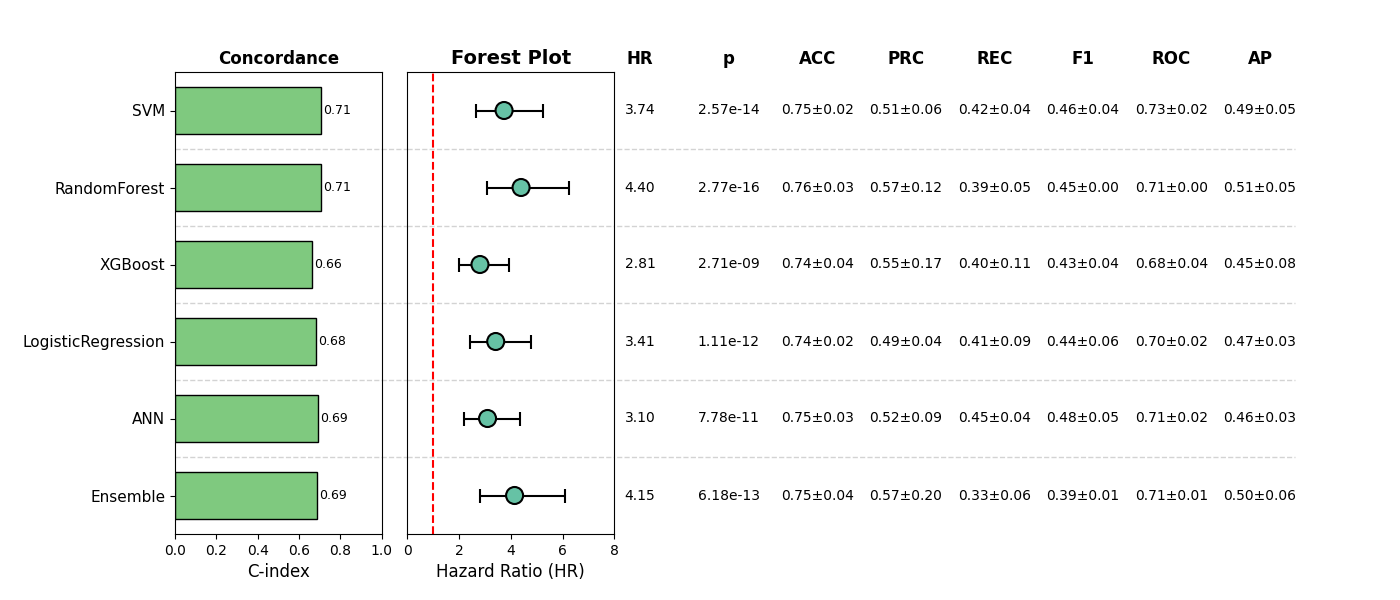 Concordance Forest Plot HR p ACC PRC REC F1 ROC AP
SVM 0.71 3.74 2.57e-14 0.75±0.02 0.51±0.06 0.42±0.04 0.46±0.04 0.73±0.02 0.49±0.05
RandomForest 0.71 4.40 2.77e-16 0.76±0.03 0.57±0.12 0.39±0.05 0.45±0.00 0.71±0.00 0.51±0.05
XGBoost 0.66 2.81 2.71e-09 0.74±0.04 0.55±0.17 0.40±0.11 0.43±0.04 0.68±0.04 0.45±0.08
LogisticRegression 0.68 3.41 1.11e-12 0.74±0.02 0.49±0.04 0.41±0.09 0.44±0.06 0.70±0.02 0.47±0.03
ANN 0.69 3.10 7.78e-11 0.75±0.03 0.52±0.09 0.45±0.04 0.48±0.05 0.71±0.02 0.46±0.03
Ensemble 0.69 4.15 6.18e-13 0.75±0.04 0.57±0.20 0.33±0.06 0.39±0.01 0.71±0.01 0.50±0.06
0.0 0.2 0.4 0.6 0.8 1.0 0 2 4 6 8
C-index Hazard Ratio (HR)